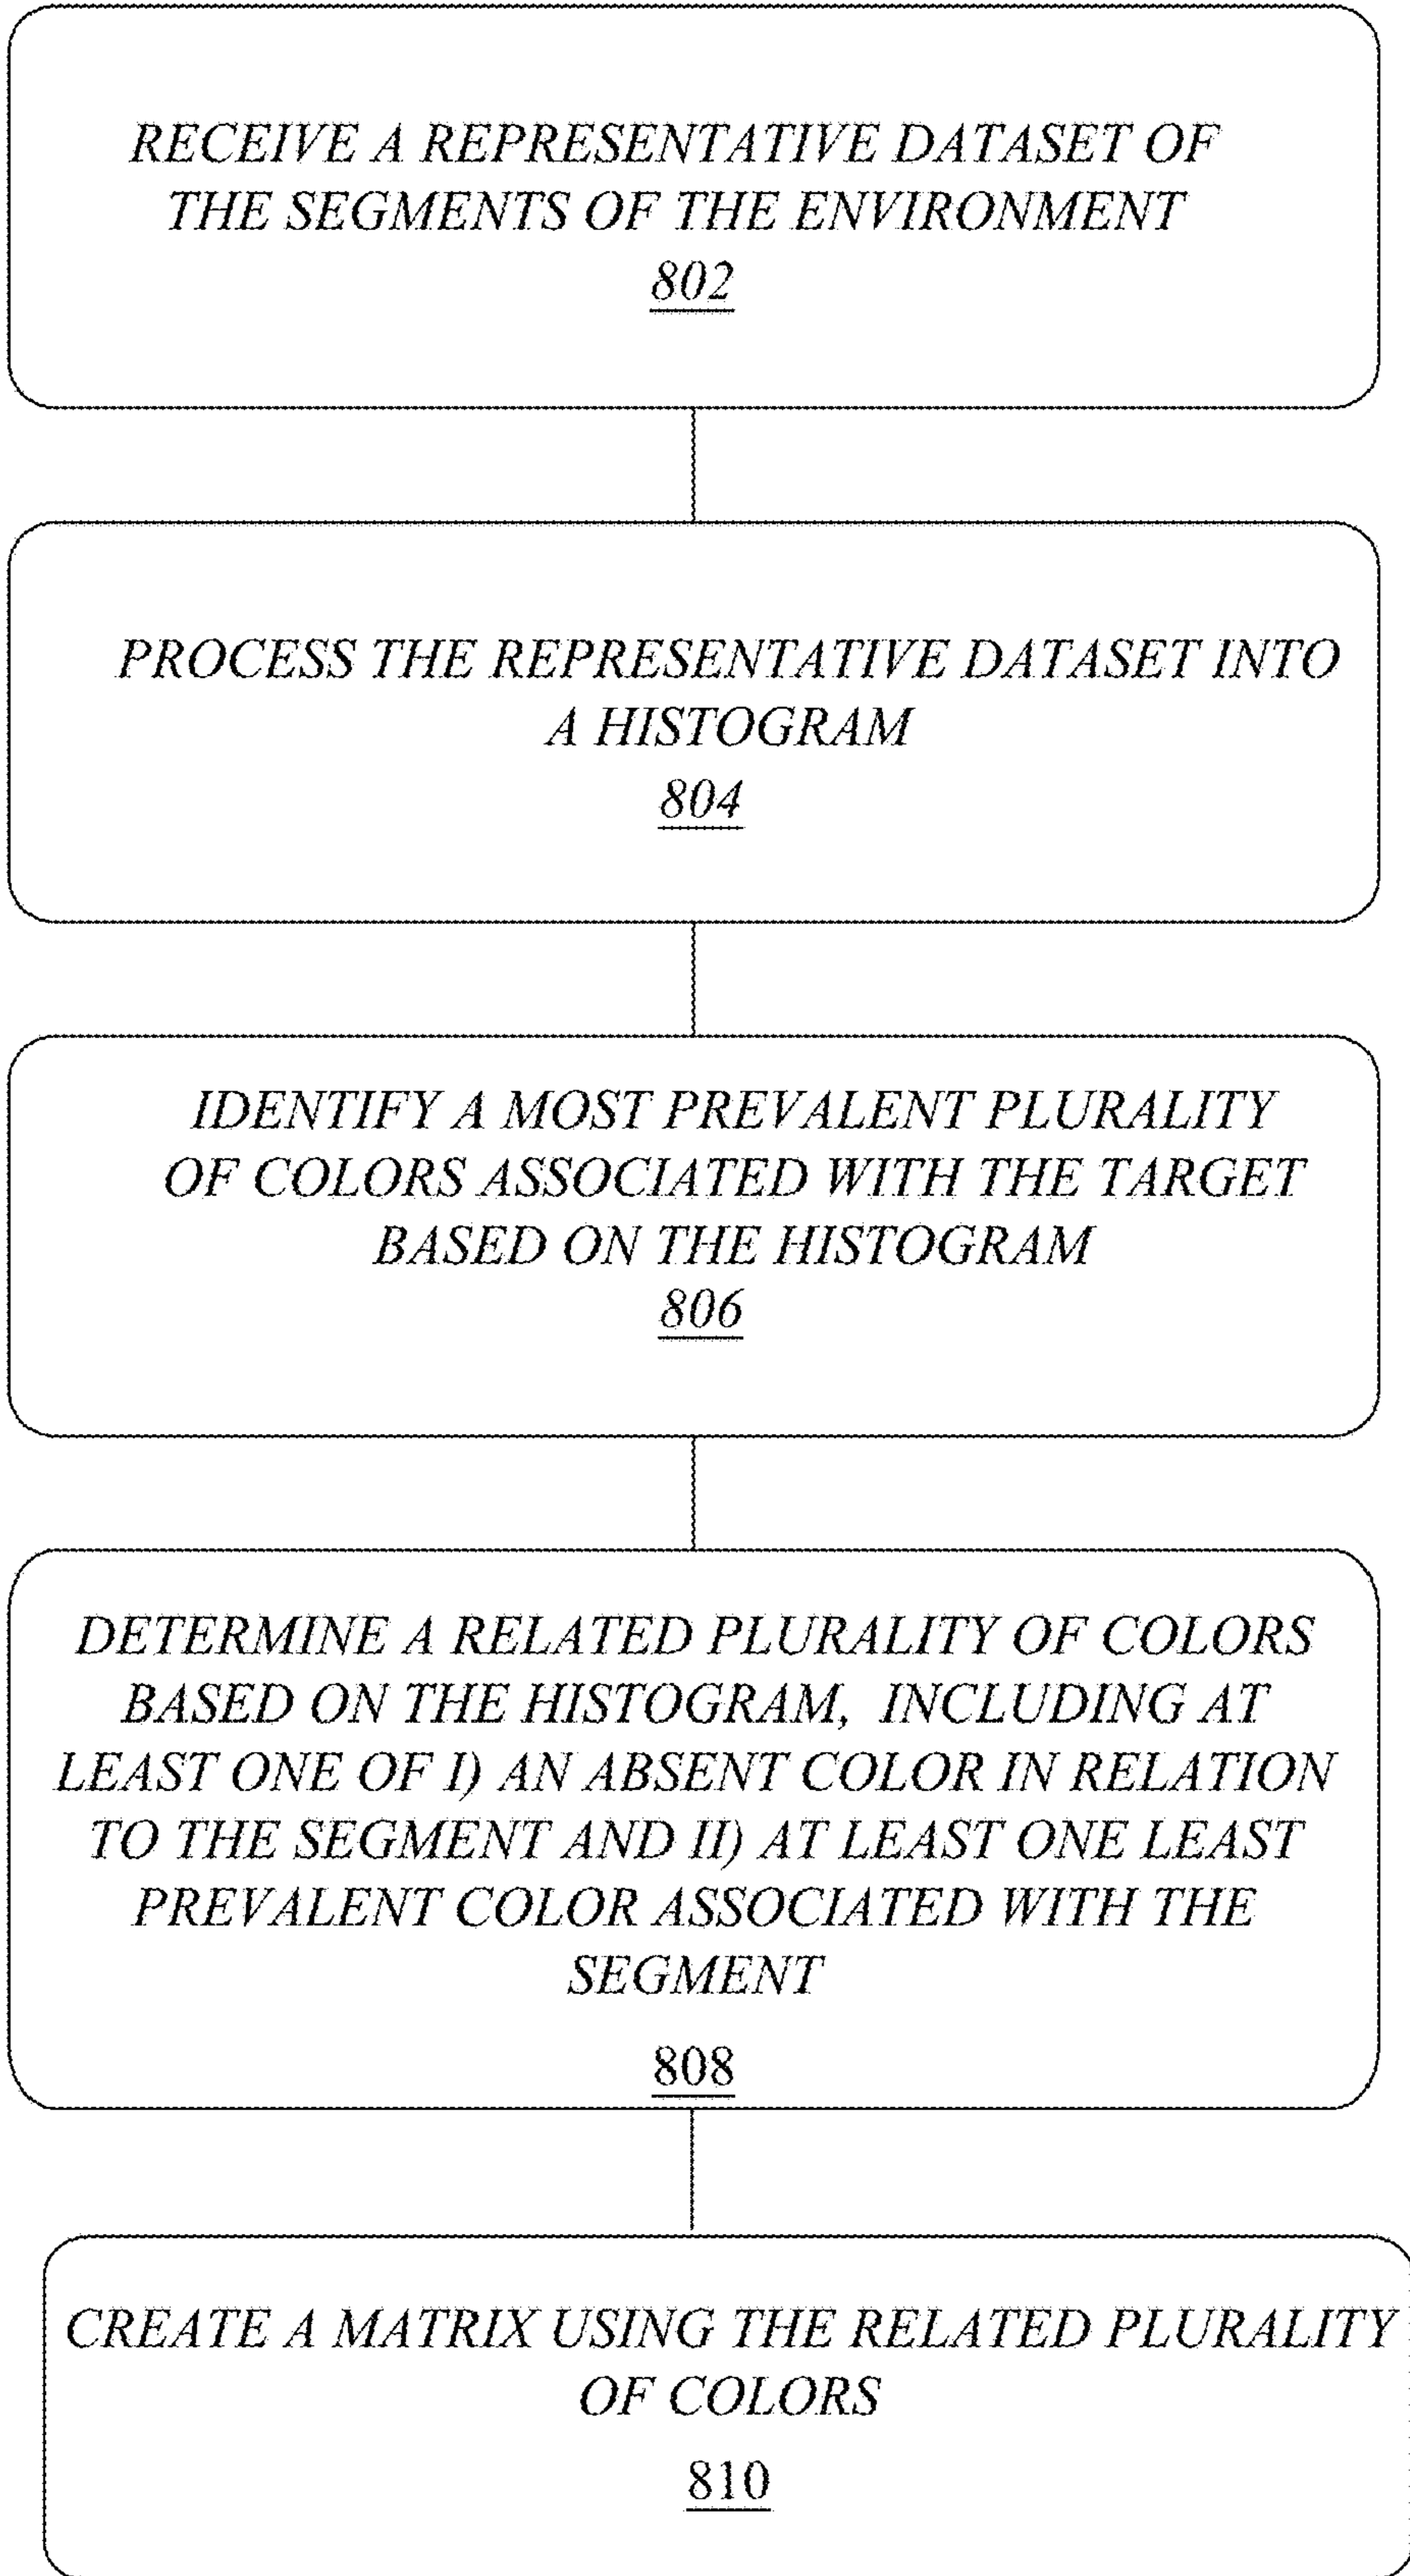 RECEIVE A REPRESENTATIVE DATASET OF
THE SEGMENTS OF THE ENVIRONMENT
802
PROCESS THE REPRESENTATIVE DATASET INTO
A HISTOGRAM
804
IDENTIFY A MOST PREVALENT PLURALITY
OF COLORS ASSOCIATED WITH THE TARGET
BASED ON THE HISTOGRAM
806
DETERMINE A RELATED PLURALITY OF COLORS
BASED ON THE HISTOGRAM, INCLUDING AT
LEAST ONE OF I) AN ABSENT COLOR IN RELATION
TO THE SEGMENT AND II) AT LEAST ONE LEAST
PREVALENT COLOR ASSOCIATED WITH THE
SEGMENT
808
CREATE A MATRIX USING THE RELATED PLURALITY
OF COLORS
810